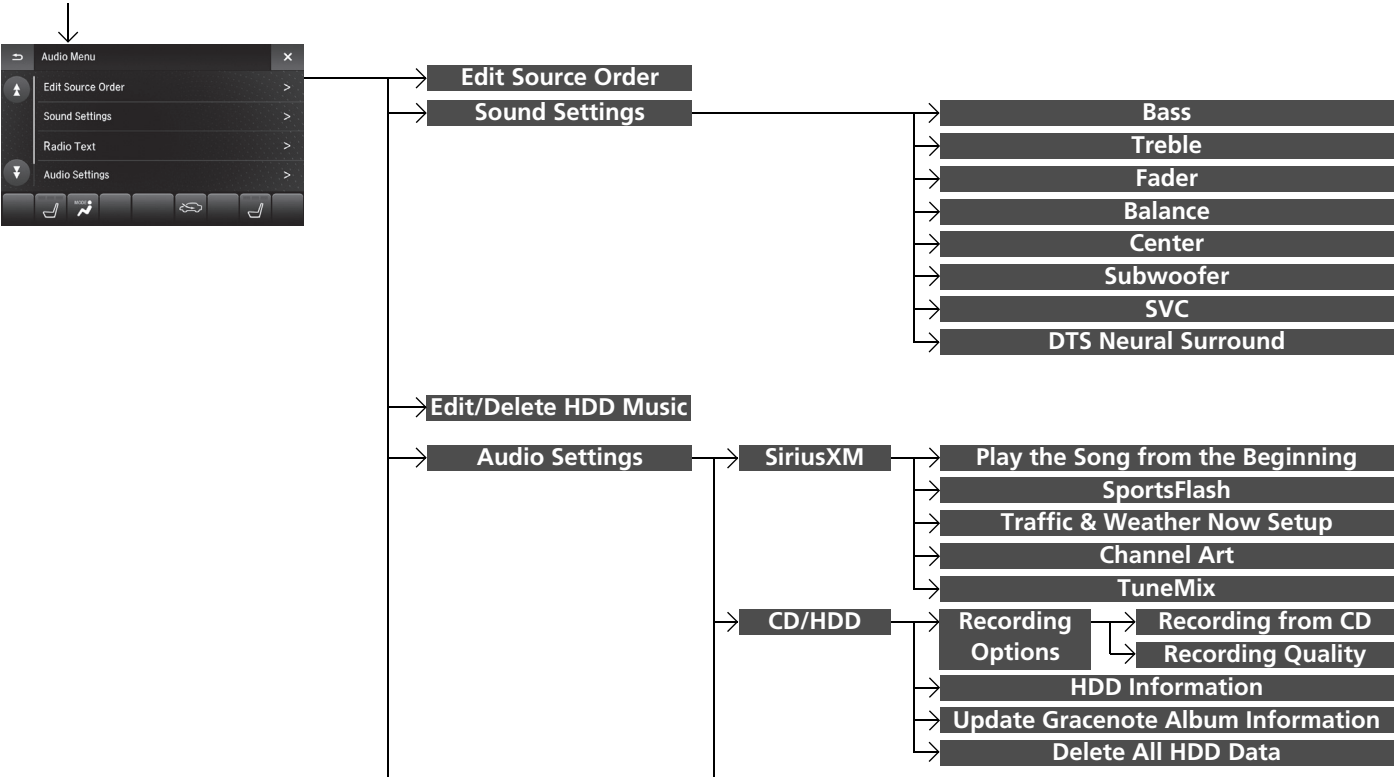 Audio Menu
Edit Source Order
Sound Settings
Radio Text
Audio Settings
MODE
Edit Source Order
Sound Settings
Bass
Treble
Fader
Balance
Center
Subwoofer
SVC
DTS Neural Surround
Edit/Delete HDD Music
Audio Settings
SiriusXM
Play the Song from the Beginning
SportsFlash
Traffic & Weather Now Setup
Channel Art
TuneMix
CD/HDD
Recording
Options
Recording from CD
Recording Quality
HDD Information
Update Gracenote Album Information
Delete All HDD Data